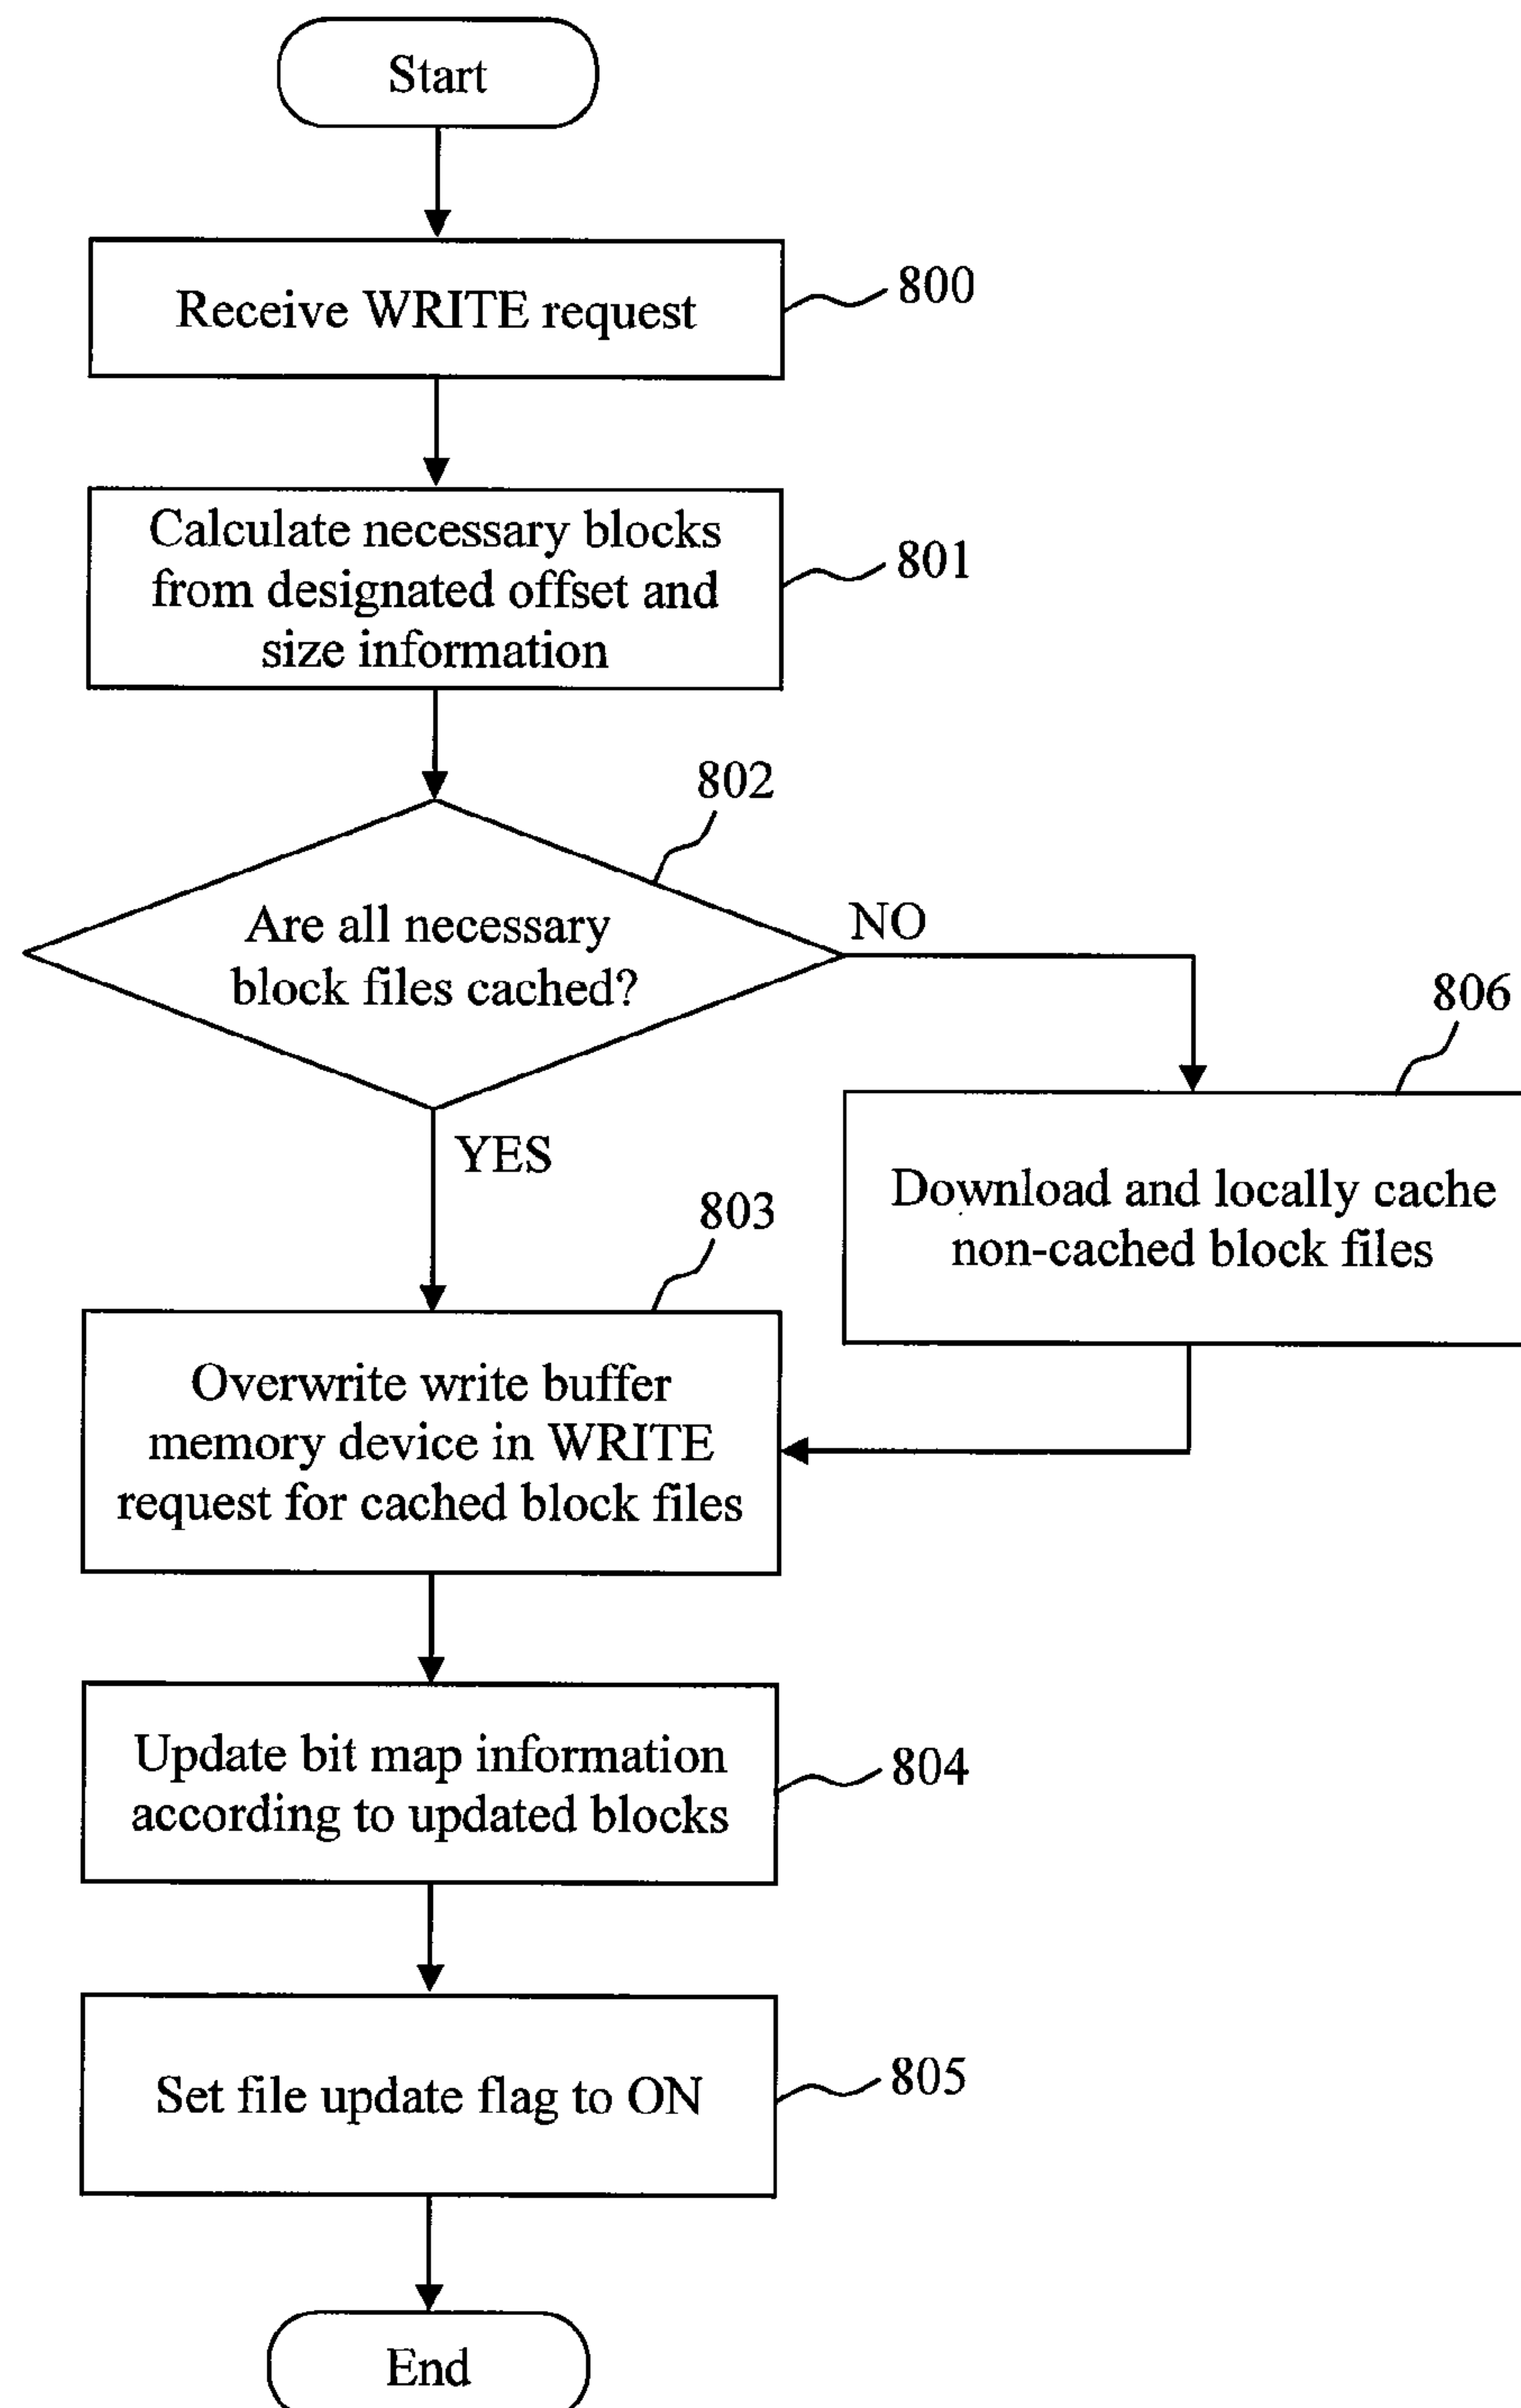 Start
Receive WRITE request
800
Calculate necessary blocks
from designated offset and
size information
801
802
Are all necessary
block files cached?
NO
YES
806
Download and locally cache
non-cached block files
803
Overwrite write buffer
memory device in WRITE
request for cached block files
Update bit map information
according to updated blocks
804
Set file update flag to ON
805
End